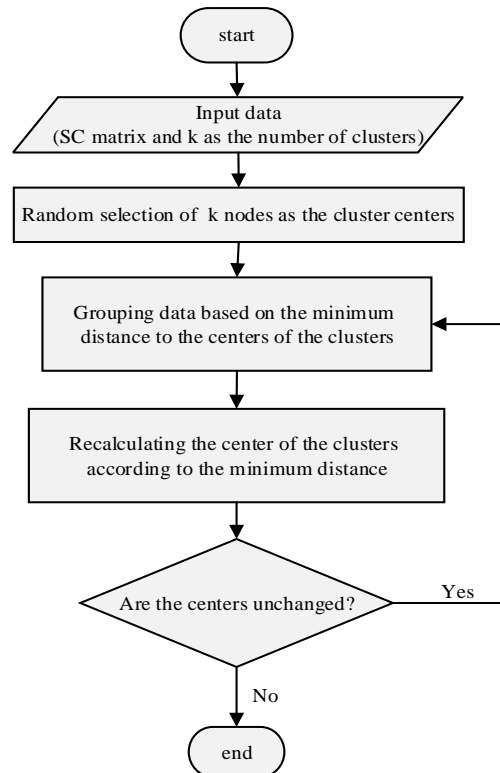 start
Input data
(SC matrix and k as the number of clusters)
Random selection of k nodes as the cluster centers
Grouping data based on the minimum
distance to the centers of the clusters
Recalculating the center of the clusters
according to the minimum distance
Are the centers unchanged?
Yes
No
end